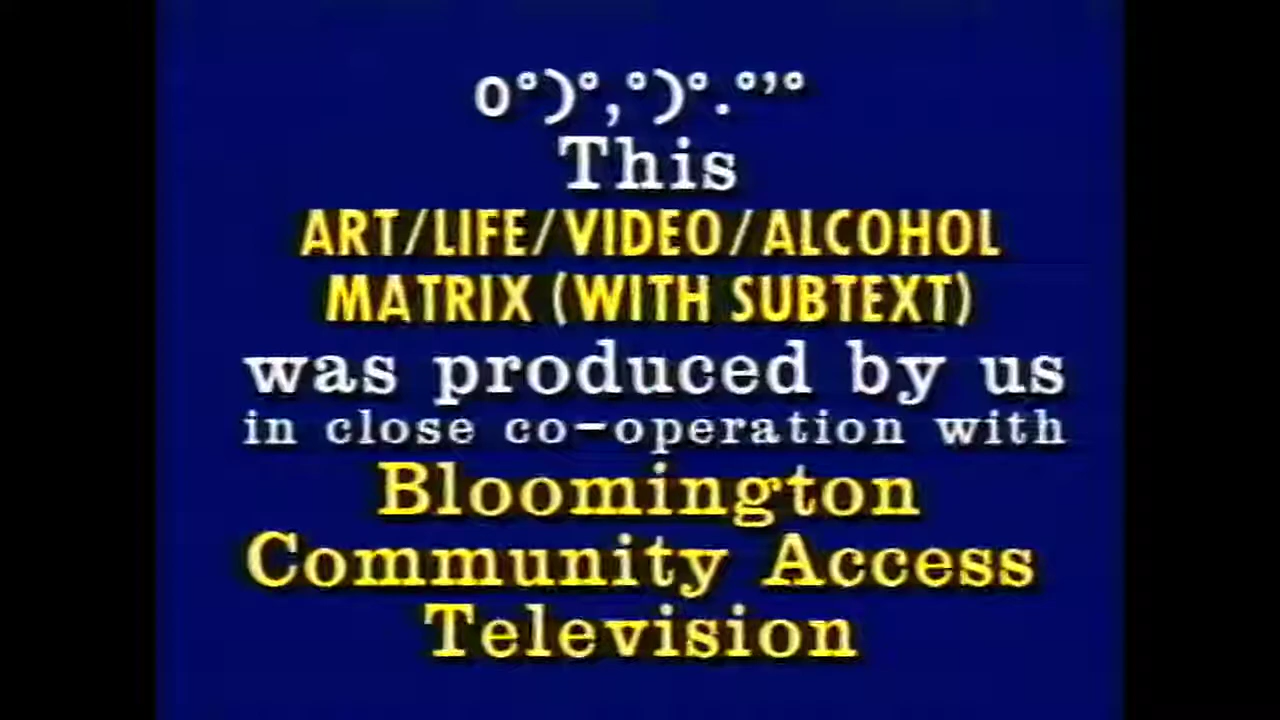 o°)°,°)°.°’°
This
ART/LIFE/VIDEO/ALCOHOL
MATRIX (WITH SUBTEXT)
was produced by us
in close co-operation with
Bloomington
Community Access
Television